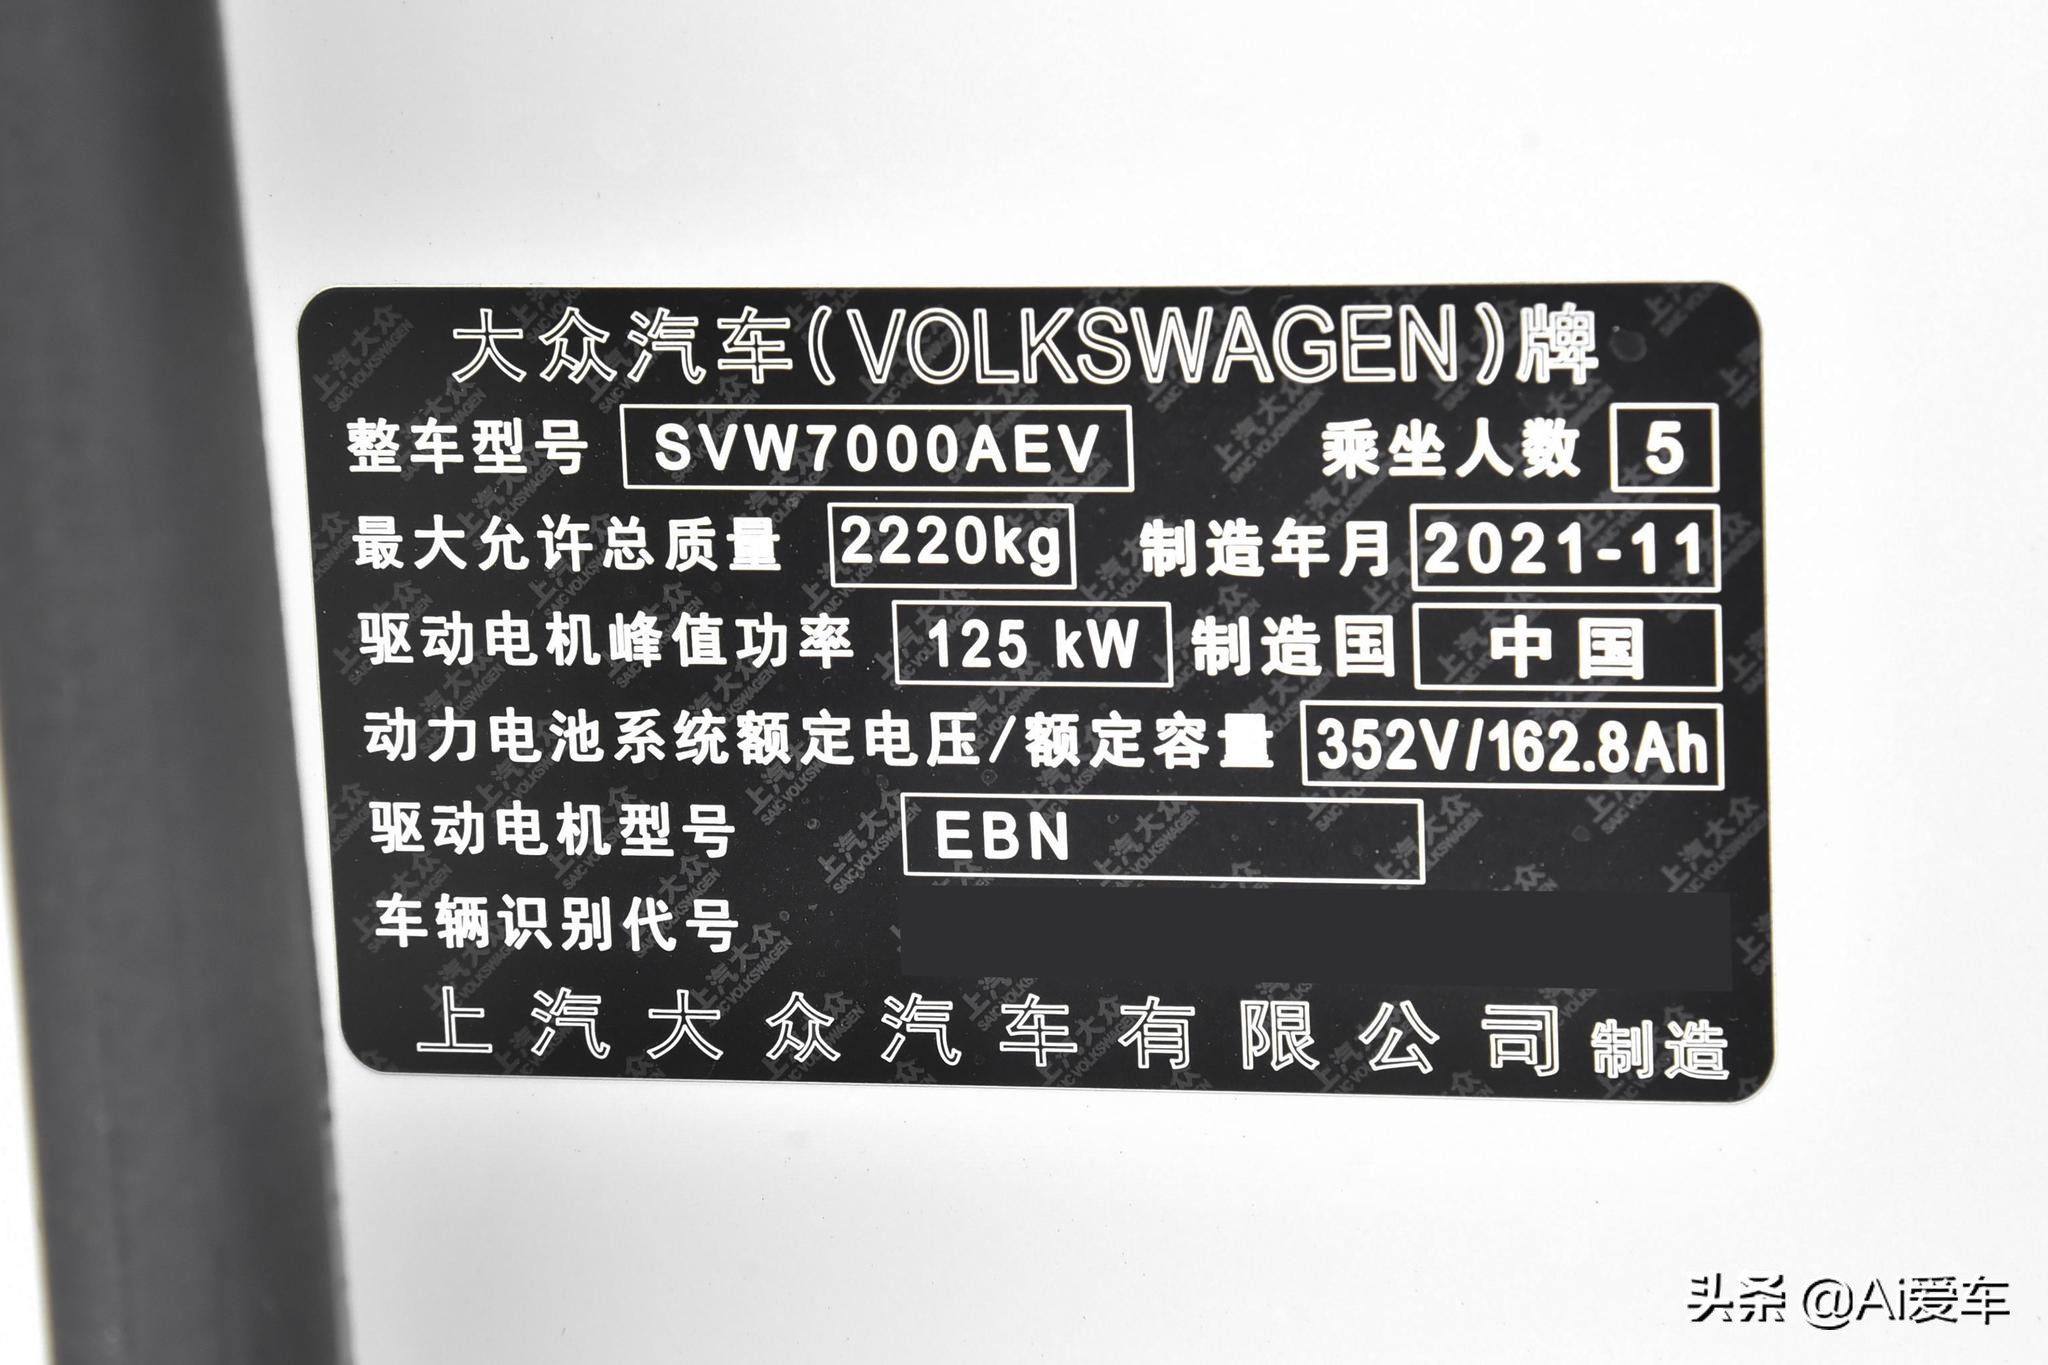 大众汽车(VOLKSWAGEN)牌
整车型号 SVW7000AEV 乘坐人数 5
最大允许总质量 2220kg 制造年月 2021-11
驱动电机峰值功率 125 kW 制造国 中国
动力电池系统额定电压/额定容量 352V/162.8Ah
驱动电机型号 EBN
车辆识别代号
上汽大众汽车有限公司制造
头条 @Ai爱车